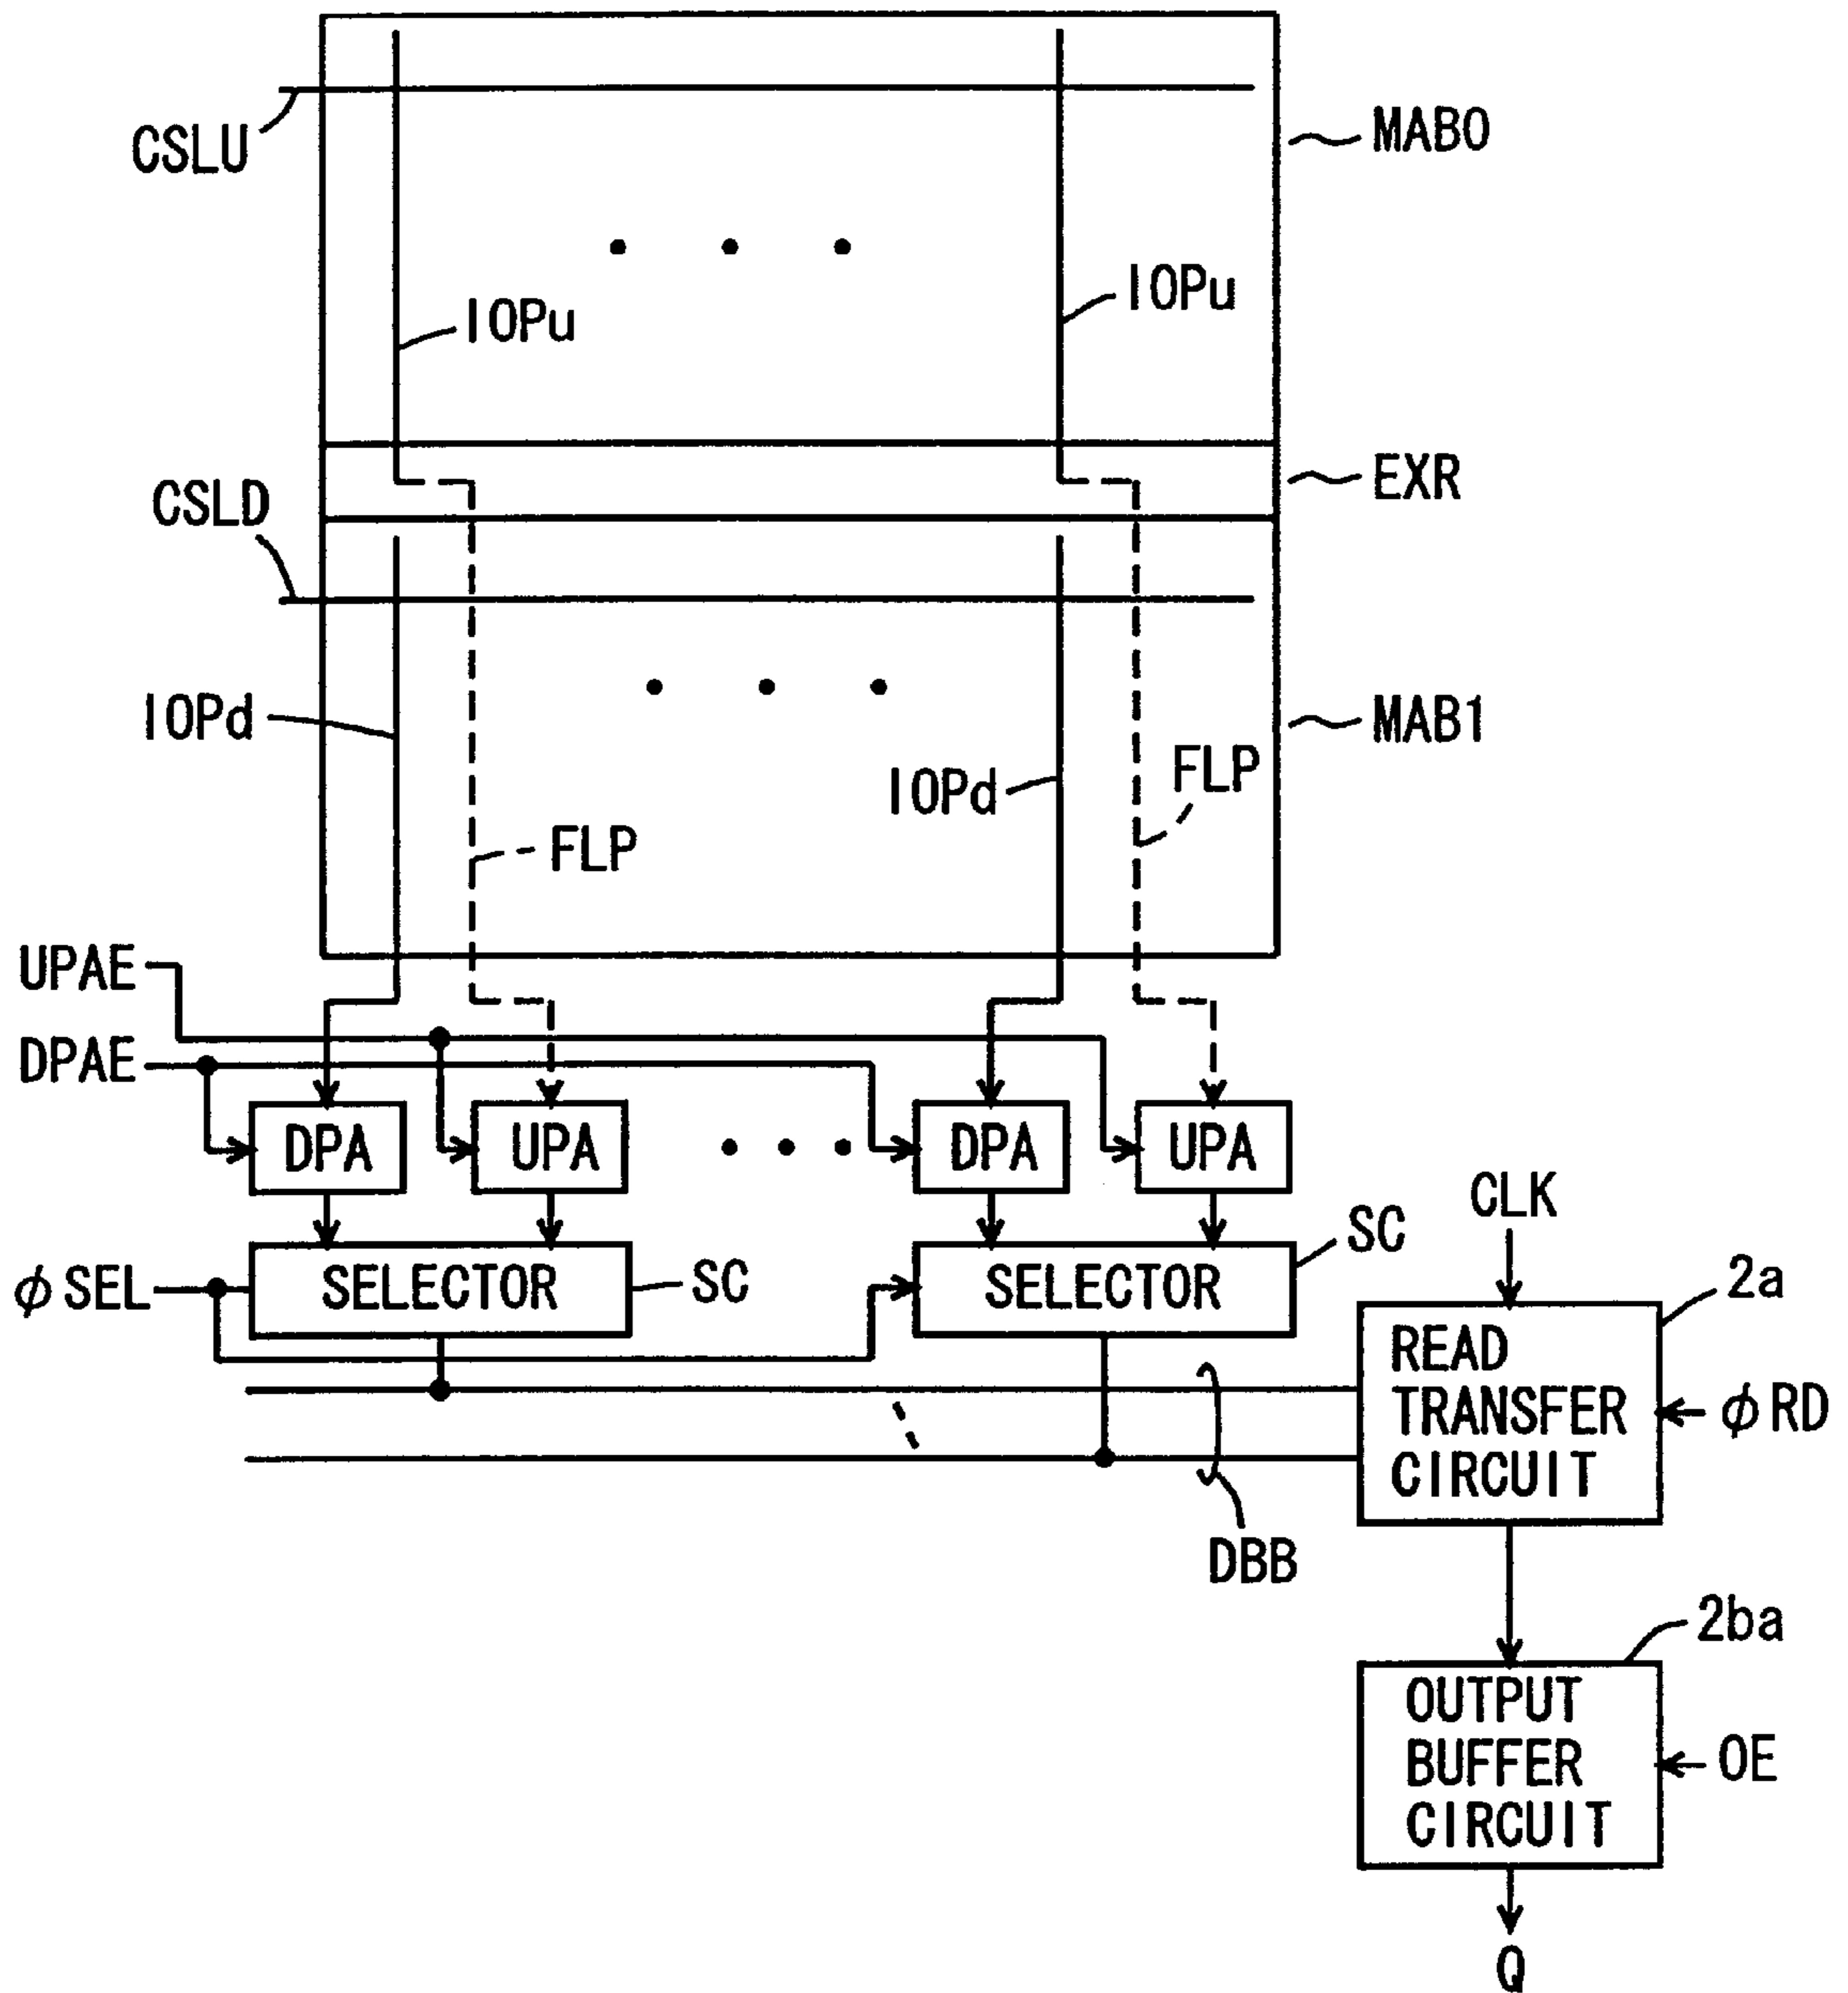 MAB0
CSLU
IOPu
IOPu
EXR
CSLD
MAB1
IOPd
FLP
IOPd
FLP
UPAE
DPAE
DPA
UPA
DPA
UPA
CLK
SC
φSEL
SELECTOR
SC
SELECTOR
2a
READ
TRANSFER
CIRCUIT
φRD
DBB
2ba
OUTPUT
BUFFER
CIRCUIT
OE
Q